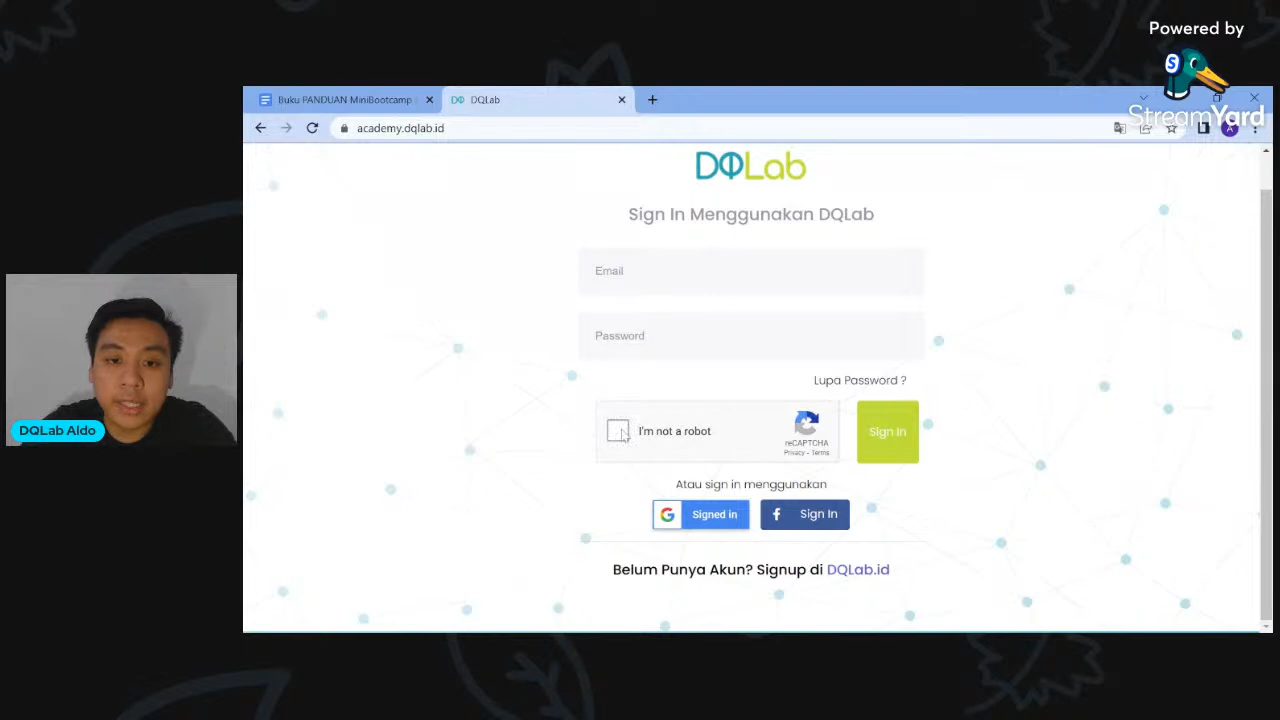 Powered by
StreamYard
Buku PANDUAN MiniBootcamp
DQLab
academy.dqlab.id
A
DQLab
Sign In Menggunakan DQLab
Email
Password
Lupa Password ?
I'm not a robot
reCAPTCHA
Privacy - Terms
Sign In
Atau sign in menggunakan
Signed in
Sign In
Belum Punya Akun? Signup di DQLab.id
DQLab Aldo